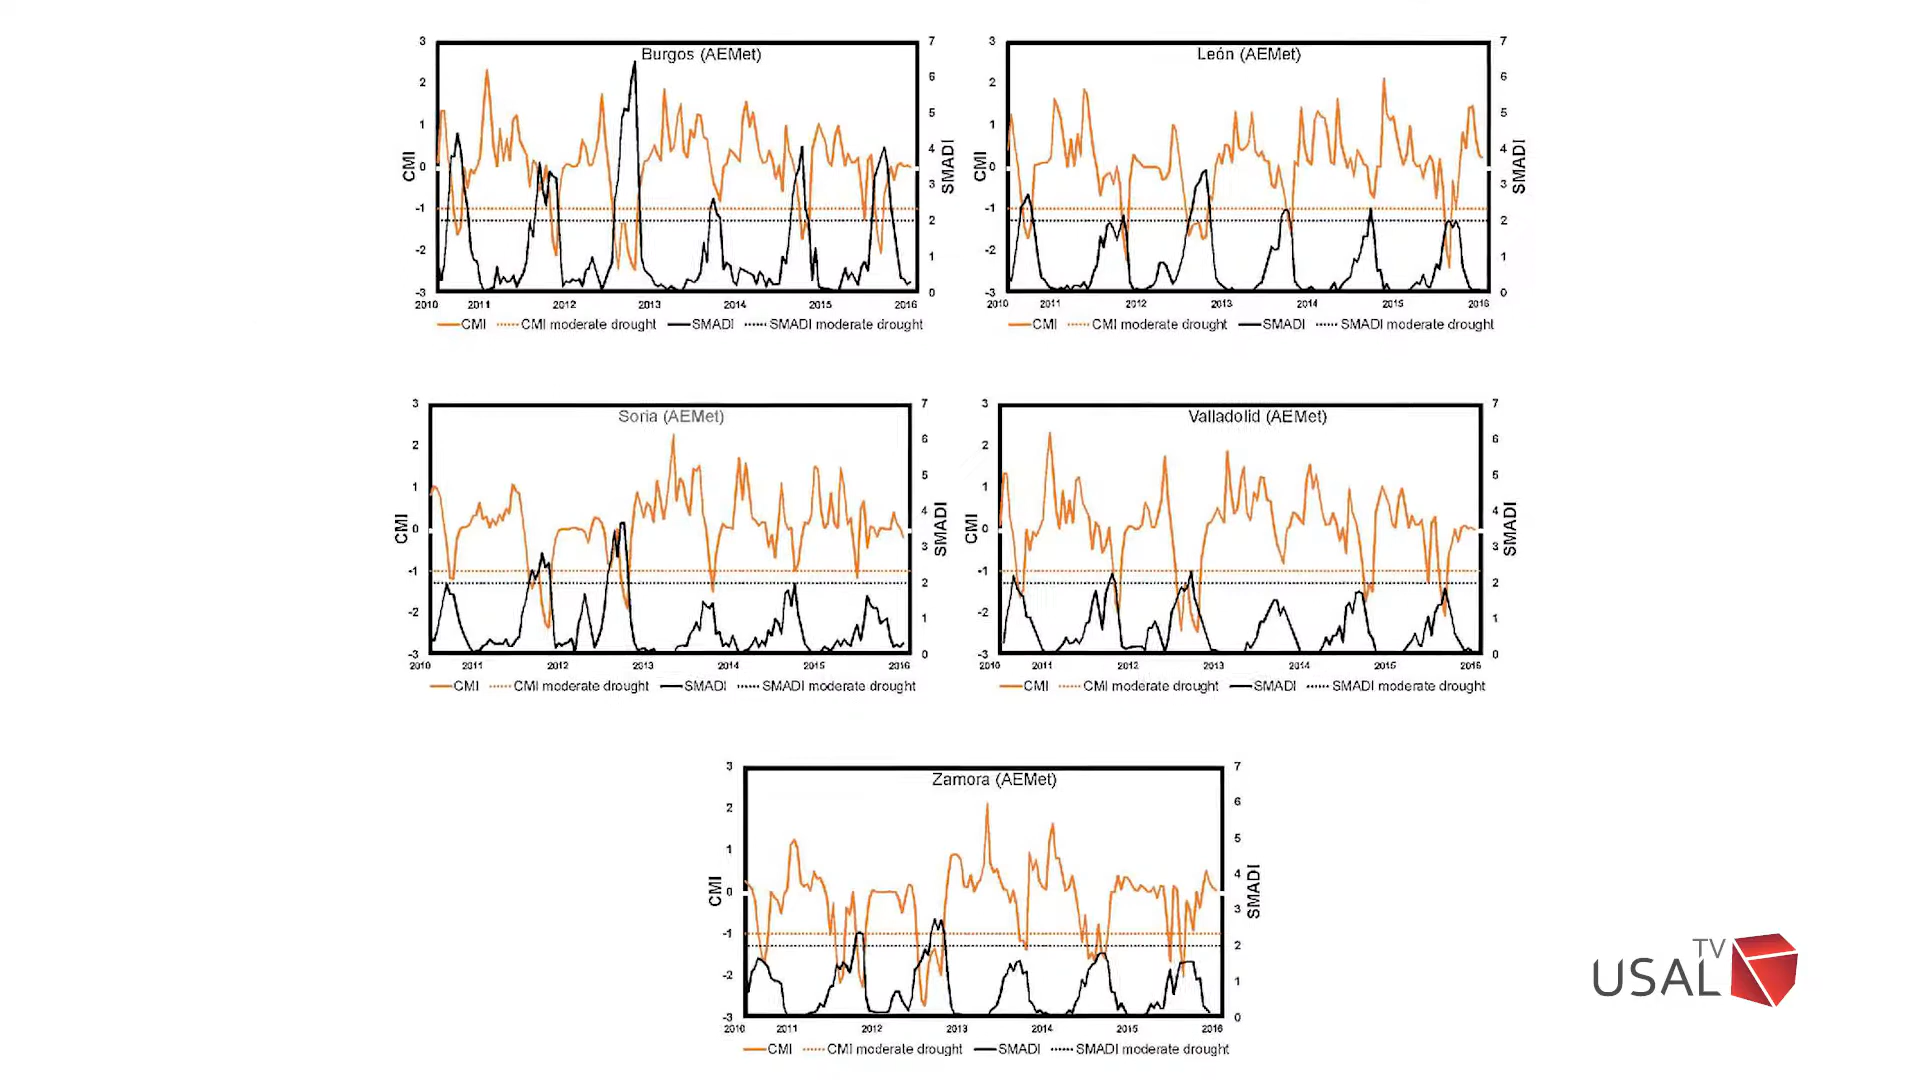 Burgos (AEMet)
3
2
1
0
-1
-2
-3
CMI
7
6
5
4
3
2
1
0
SMADI
2010 2011 2012 2013 2014 2015 2016
CMI CMI moderate drought SMADI SMADI moderate drought
León (AEMet)
3
2
1
0
-1
-2
-3
CMI
7
6
5
4
3
2
1
0
SMADI
2010 2011 2012 2013 2014 2015 2016
CMI CMI moderate drought SMADI SMADI moderate drought
Soria (AEMet)
3
2
1
0
-1
-2
-3
CMI
7
6
5
4
3
2
1
0
SMADI
2010 2011 2012 2013 2014 2015 2016
CMI CMI moderate drought SMADI SMADI moderate drought
Valladolid (AEMet)
3
2
1
0
-1
-2
-3
CMI
7
6
5
4
3
2
1
0
SMADI
2010 2011 2012 2013 2014 2015 2016
CMI CMI moderate drought SMADI SMADI moderate drought
Zamora (AEMet)
3
2
1
0
-1
-2
-3
CMI
7
6
5
4
3
2
1
0
SMADI
2010 2011 2012 2013 2014 2015 2016
CMI CMI moderate drought SMADI SMADI moderate drought
TV
USAL